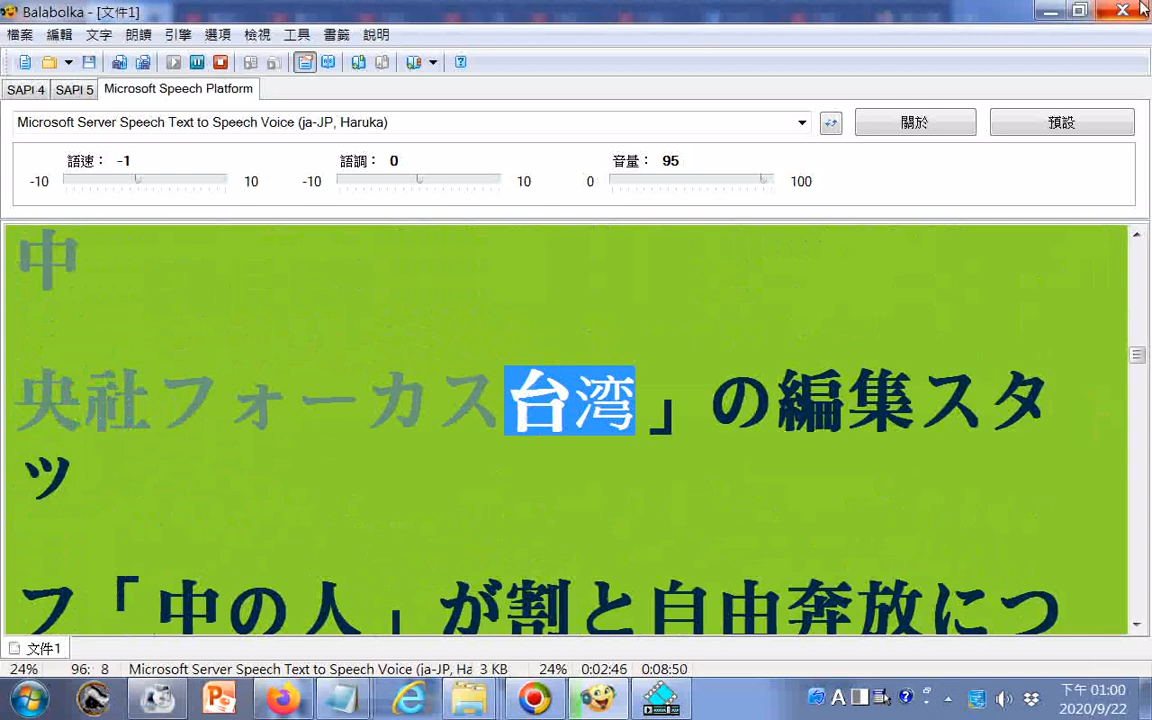 Balabolka - [文件1]
檔案 編輯 文字 朗讀 引擎 選項 檢視 工具 書籤 說明
SAPI 4 SAPI 5 Microsoft Speech Platform
Microsoft Server Speech Text to Speech Voice (ja-JP, Haruka) 關於 預設
語速： -1 語調： 0 音量： 95
-10 10 -10 10 0 100
中
央社フォーカス台湾」の編集スタ
ッ
フ「中の人」が割と自由奔放につ
文件1
24% 96: 8 Microsoft Server Speech Text to Speech Voice (ja-JP, Ha 3 KB 24% 0:02:46 0:08:50
下午 01:00
2020/9/22